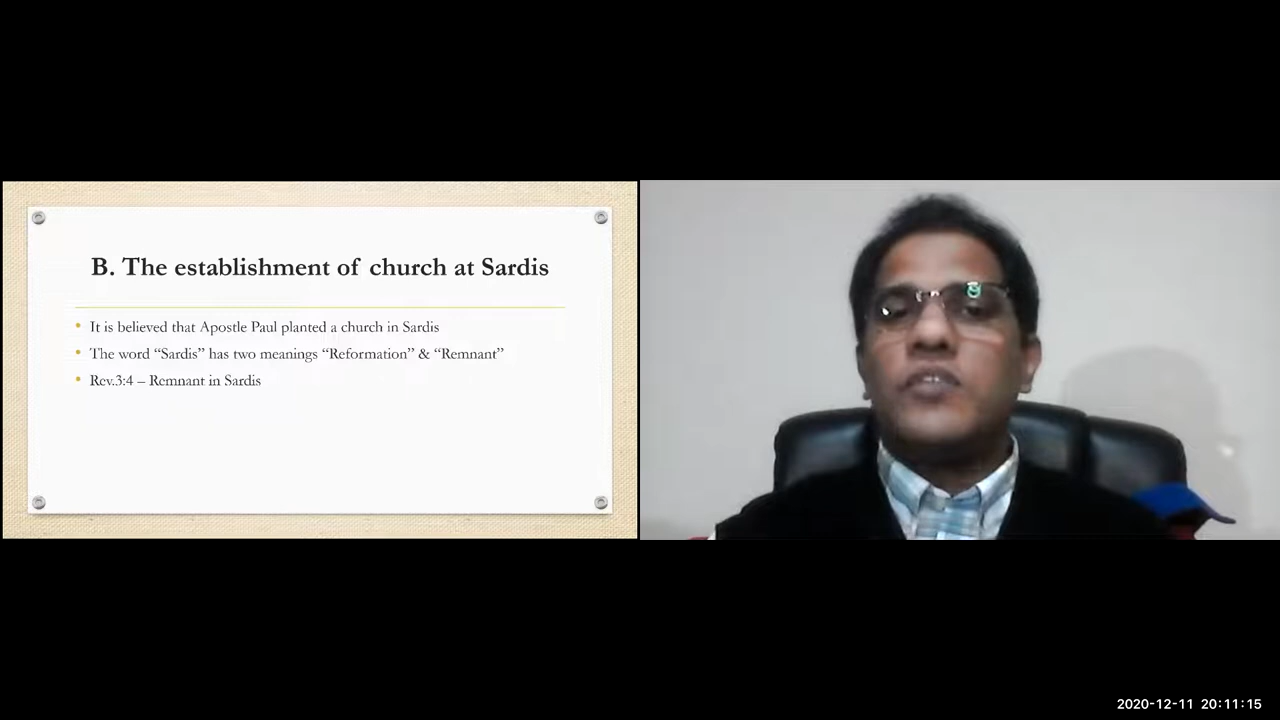 B. The establishment of church at Sardis
It is believed that Apostle Paul planted a church in Sardis
The word “Sardis” has two meanings “Reformation” & “Remnant”
Rev.3:4 – Remnant in Sardis
2020-12-11 20:11:15